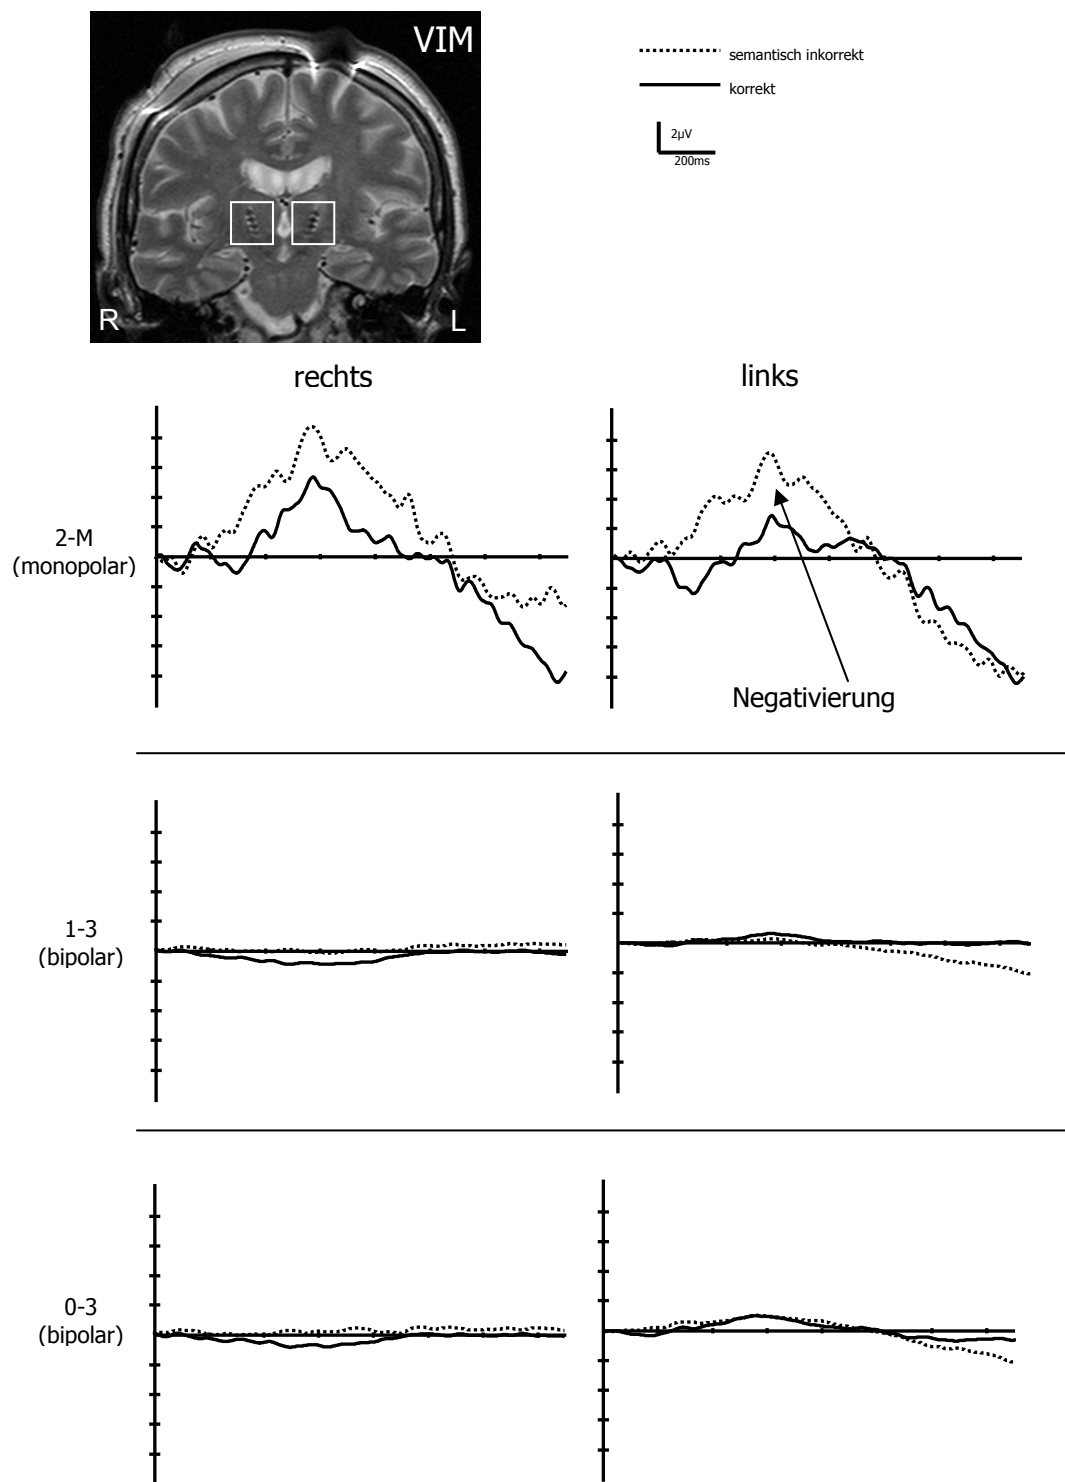 VIM
R
L
semantisch inkorrekt
korrekt
2µV
200ms
rechts
links
2-M
(monopolar)
Negativierung
1-3
(bipolar)
0-3
(bipolar)